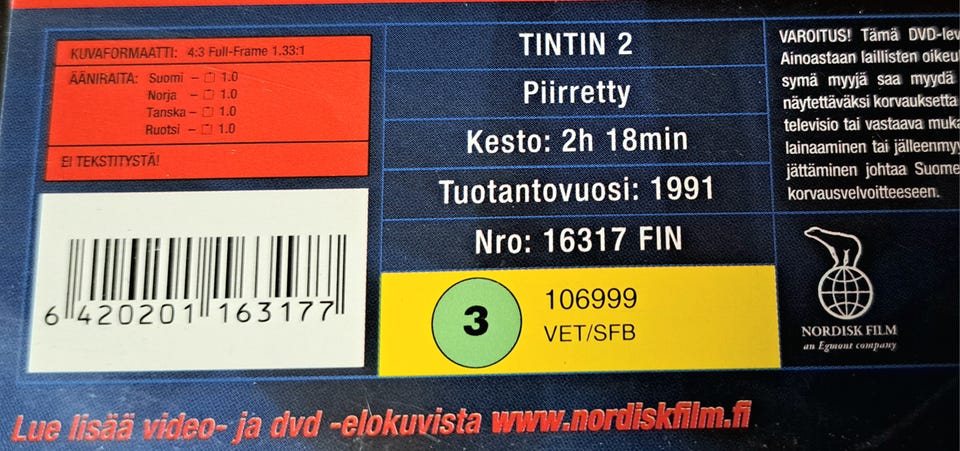 KUVAFORMAATTI: 4:3 Full-Frame 1.33:1
ÄÄNIRAITA: Suomi – 1.0
Norja – 1.0
Tanska – 1.0
Ruotsi – 1.0
EI TEKSTITYSTÄ!
6 420201 163177
TINTIN 2
Piirretty
Kesto: 2h 18min
Tuotantovuosi: 1991
Nro: 16317 FIN
3
106999
VET/SFB
VAROITUS! Tämä DVD-lev
Ainoastaan laillisten oikeu
symä myyjä saa myydä
näytettäväksi korvauksetta
televisio tai vastaava muka
lainaaminen tai jälleenmy
jättäminen johtaa Suome
korvausvelvoitteeseen.
NORDISK FILM
an Egmont company
Lue lisää video- ja dvd -elokuvista www.nordiskfilm.fi